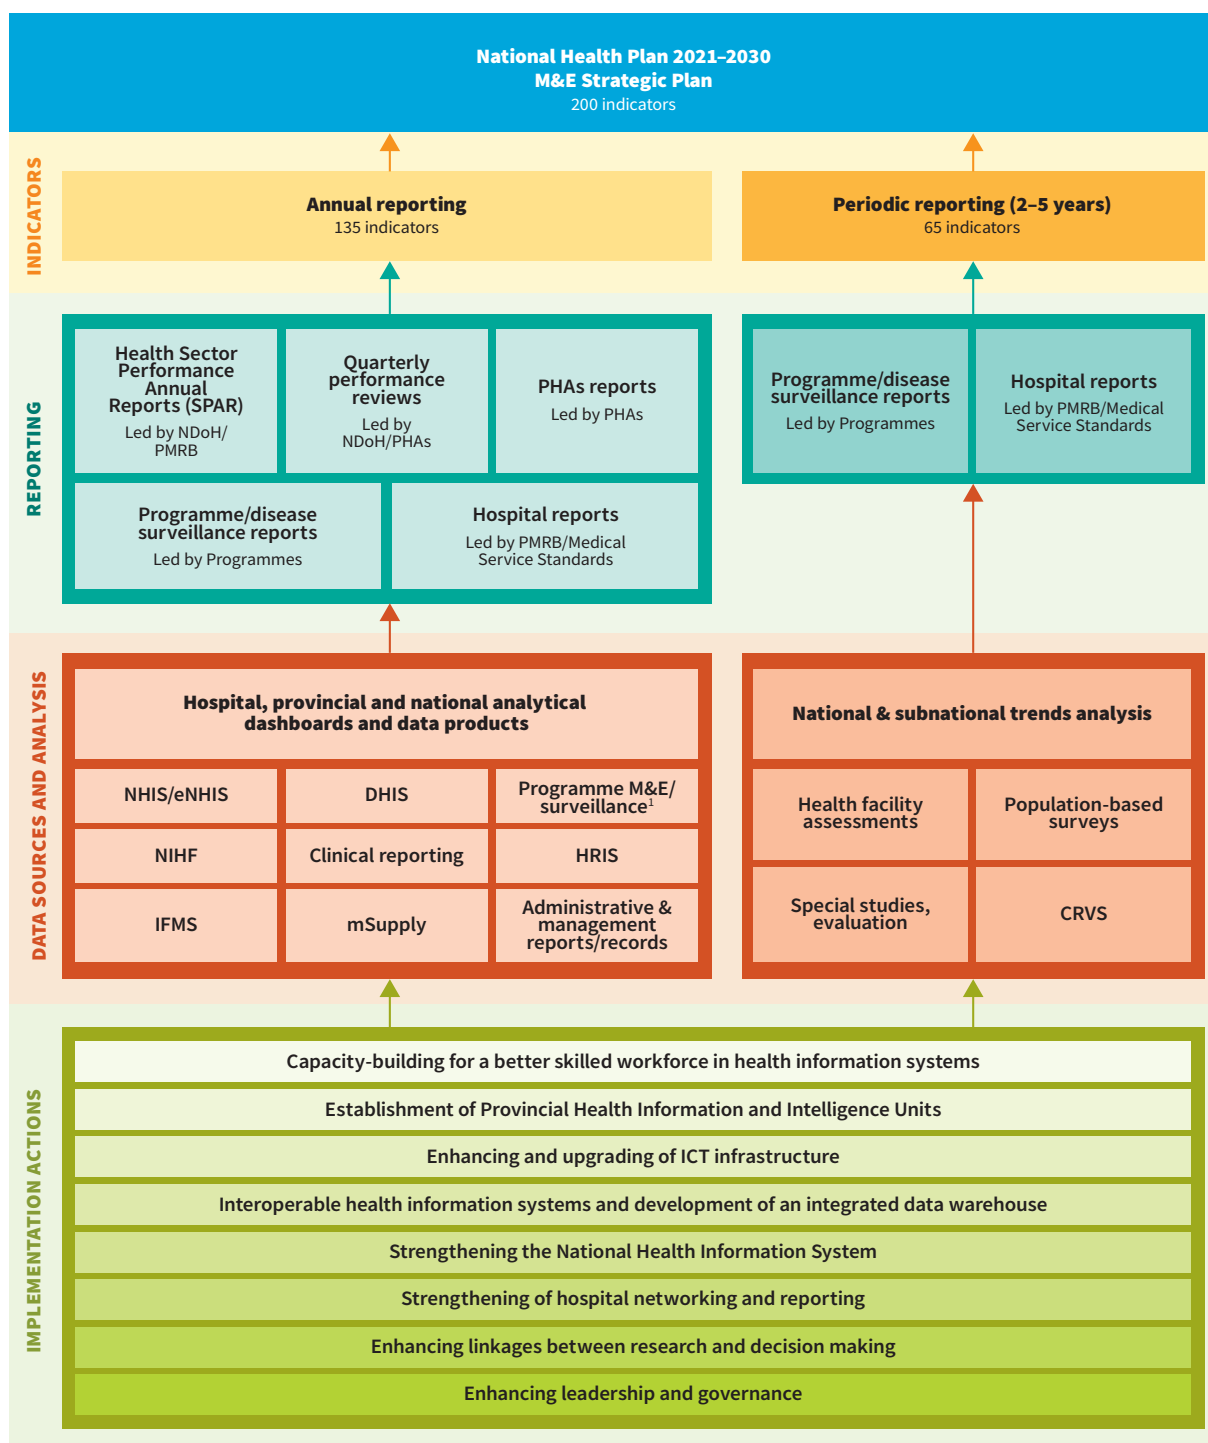 National Health Plan 2021–2030
M&E Strategic Plan
200 indicators
INDICATORS
Annual reporting
135 indicators
Periodic reporting (2–5 years)
65 indicators
REPORTING
Health Sector
Performance
Annual
Reports (SPAR)
Led by NDoH/
PMRB
Quarterly
performance
reviews
Led by
NDoH/PHAs
PHAs reports
Led by PHAs
Programme/disease
surveillance reports
Led by Programmes
Hospital reports
Led by PMRB/Medical
Service Standards
Programme/disease
surveillance reports
Led by Programmes
Hospital reports
Led by PMRB/Medical
Service Standards
DATA SOURCES AND ANALYSIS
Hospital, provincial and national analytical
dashboards and data products
NHIS/eNHIS
DHIS
Programme M&E/
surveillance¹
NIHF
Clinical reporting
HRIS
IFMS
mSupply
Administrative &
management
reports/records
National & subnational trends analysis
Health facility
assessments
Population-based
surveys
Special studies,
evaluation
CRVS
IMPLEMENTATION ACTIONS
Capacity-building for a better skilled workforce in health information systems
Establishment of Provincial Health Information and Intelligence Units
Enhancing and upgrading of ICT infrastructure
Interoperable health information systems and development of an integrated data warehouse
Strengthening the National Health Information System
Strengthening of hospital networking and reporting
Enhancing linkages between research and decision making
Enhancing leadership and governance